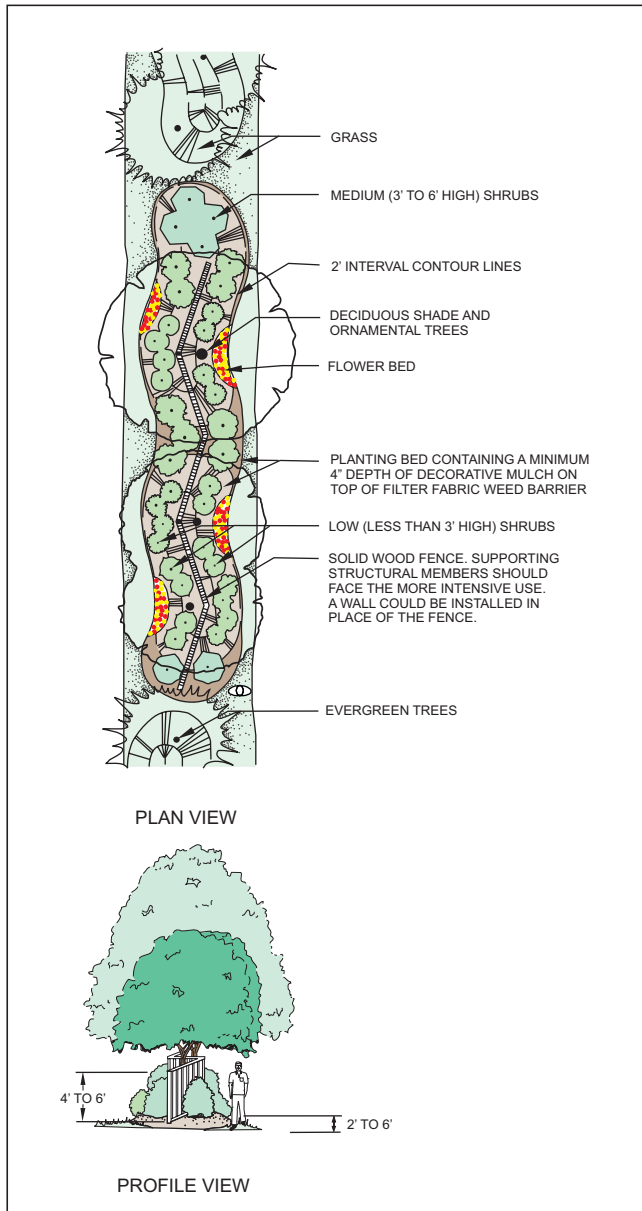 GRASS
MEDIUM (3' TO 6' HIGH) SHRUBS
2' INTERVAL CONTOUR LINES
DECIDUOUS SHADE AND
ORNAMENTAL TREES
FLOWER BED
PLANTING BED CONTAINING A MINIMUM
4" DEPTH OF DECORATIVE MULCH ON
TOP OF FILTER FABRIC WEED BARRIER
LOW (LESS THAN 3' HIGH) SHRUBS
SOLID WOOD FENCE. SUPPORTING
STRUCTURAL MEMBERS SHOULD
FACE THE MORE INTENSIVE USE.
A WALL COULD BE INSTALLED IN
PLACE OF THE FENCE.
EVERGREEN TREES
PLAN VIEW
4' TO 6'
2' TO 6'
PROFILE VIEW